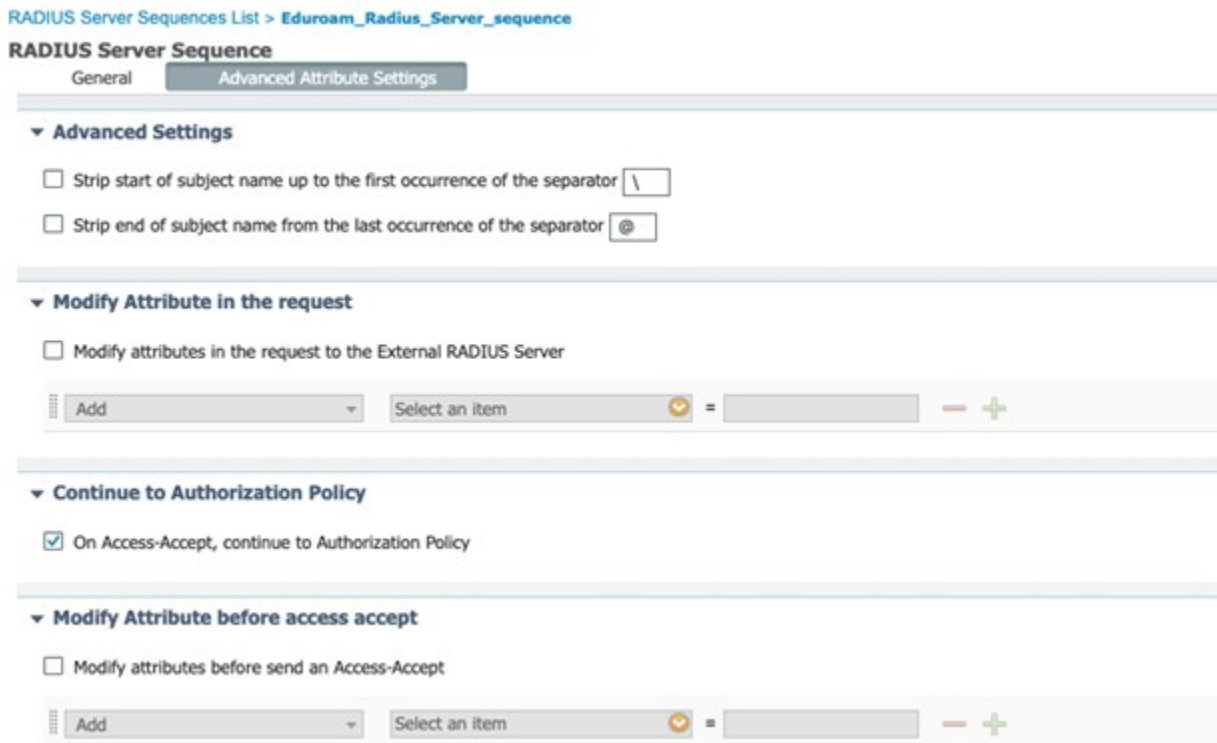 RADIUS Server Sequences List > Eduroam_Radius_Server_sequence
RADIUS Server Sequence
General Advanced Attribute Settings
Advanced Settings
Strip start of subject name up to the first occurrence of the separator \
Strip end of subject name from the last occurrence of the separator @
Modify Attribute in the request
Modify attributes in the request to the External RADIUS Server
Add Select an item =
Continue to Authorization Policy
On Access-Accept, continue to Authorization Policy
Modify Attribute before access accept
Modify attributes before send an Access-Accept
Add Select an item =